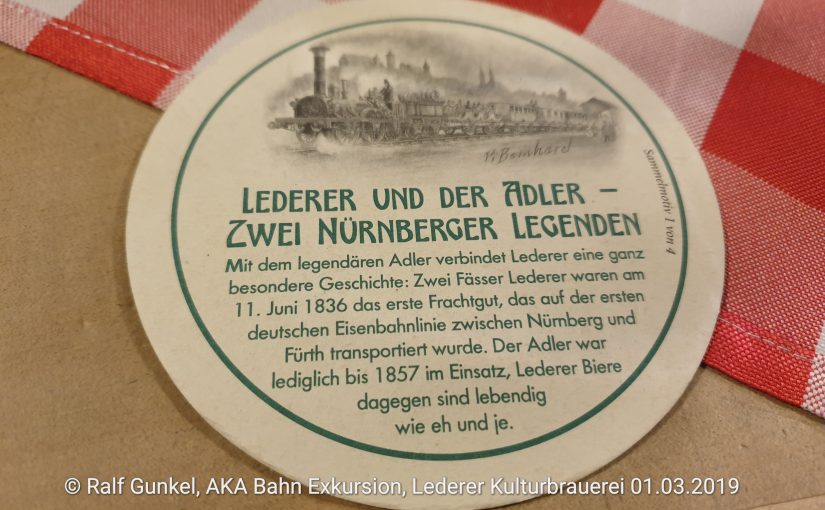 P. Bomhard
Sammelmotiv 1 von 4
LEDERER UND DER ADLER –
ZWEI NÜRNBERGER LEGENDEN
Mit dem legendären Adler verbindet Lederer eine ganz
besondere Geschichte: Zwei Fässer Lederer waren am
11. Juni 1836 das erste Frachtgut, das auf der ersten
deutschen Eisenbahnlinie zwischen Nürnberg und
Fürth transportiert wurde. Der Adler war
lediglich bis 1857 im Einsatz, Lederer Biere
dagegen sind lebendig
wie eh und je.
© Ralf Gunkel, AKA Bahn Exkursion, Lederer Kulturbrauerei 01.03.2019